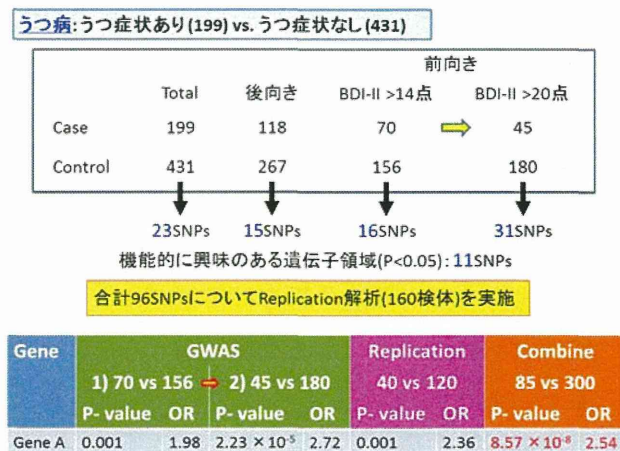 うつ病:うつ症状あり(199) vs. うつ症状なし(431)
前向き
Total 後向き BDI-II >14点 BDI-II >20点
Case 199 118 70 45
Control 431 267 156 180
23SNPs 15SNPs 16SNPs 31SNPs
機能的に興味のある遺伝子領域(P<0.05): 11SNPs
合計96SNPsについてReplication解析(160検体)を実施
Gene GWAS Replication Combine
1) 70 vs 156 2) 45 vs 180 40 vs 120 85 vs 300
P- value OR P- value OR P- value OR P- value OR
Gene A 0.001 1.98 2.23 × 10⁻⁵ 2.72 0.001 2.36 8.57 × 10⁻⁸ 2.54